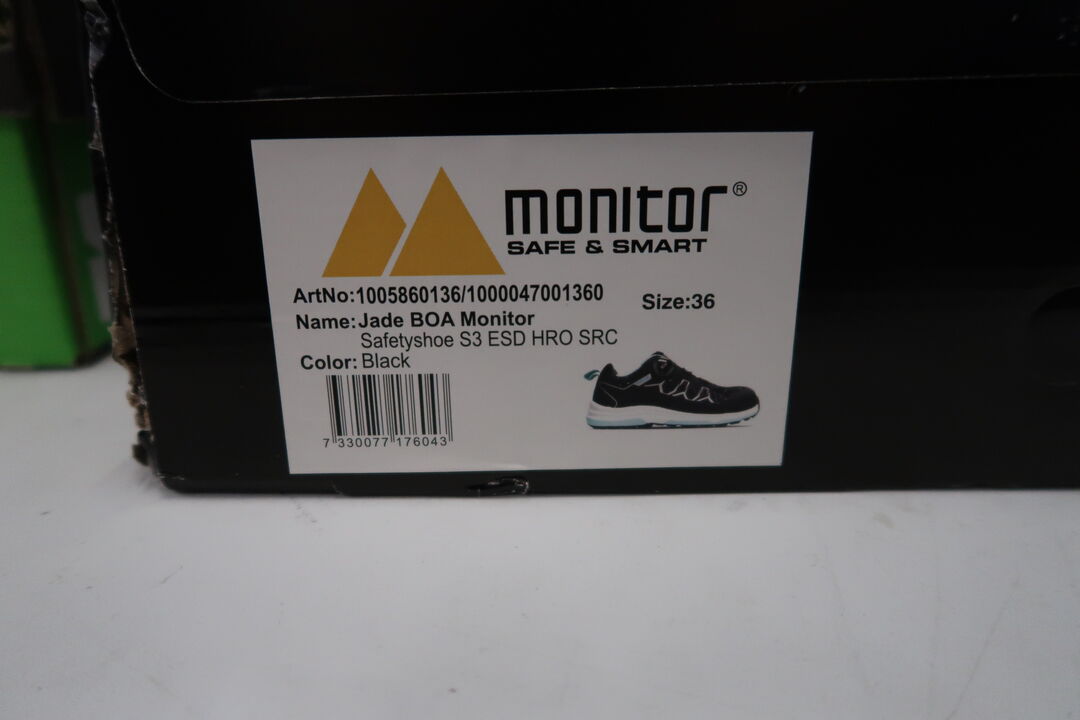 monitor®
SAFE & SMART
ArtNo:1005860136/1000047001360
Size:36
Name:Jade BOA Monitor
Safetyshoe S3 ESD HRO SRC
Color: Black
7 330077 176043